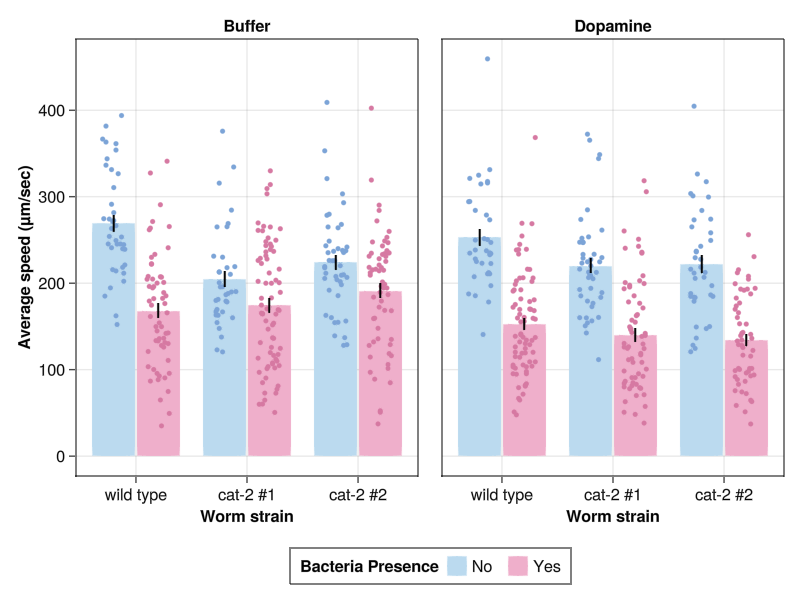 Buffer
Dopamine
Average speed (µm/sec)
400
300
200
100
0
wild type
cat-2 #1
cat-2 #2
wild type
cat-2 #1
cat-2 #2
Worm strain
Worm strain
Bacteria Presence No Yes